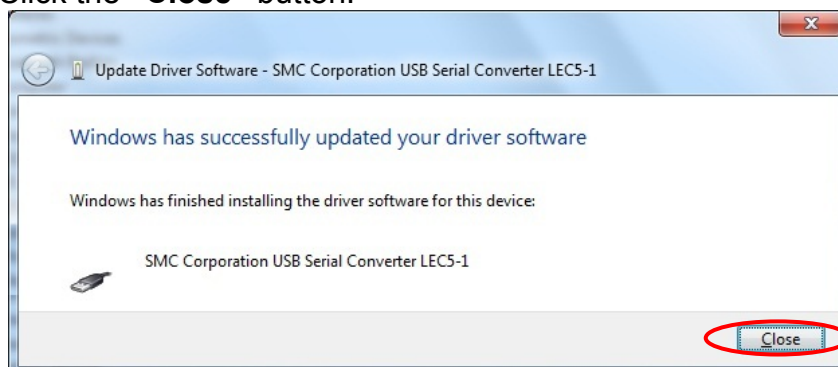 Click the "Close" button.
Update Driver Software - SMC Corporation USB Serial Converter LEC5-1
Windows has successfully updated your driver software
Windows has finished installing the driver software for this device:
SMC Corporation USB Serial Converter LEC5-1
Close